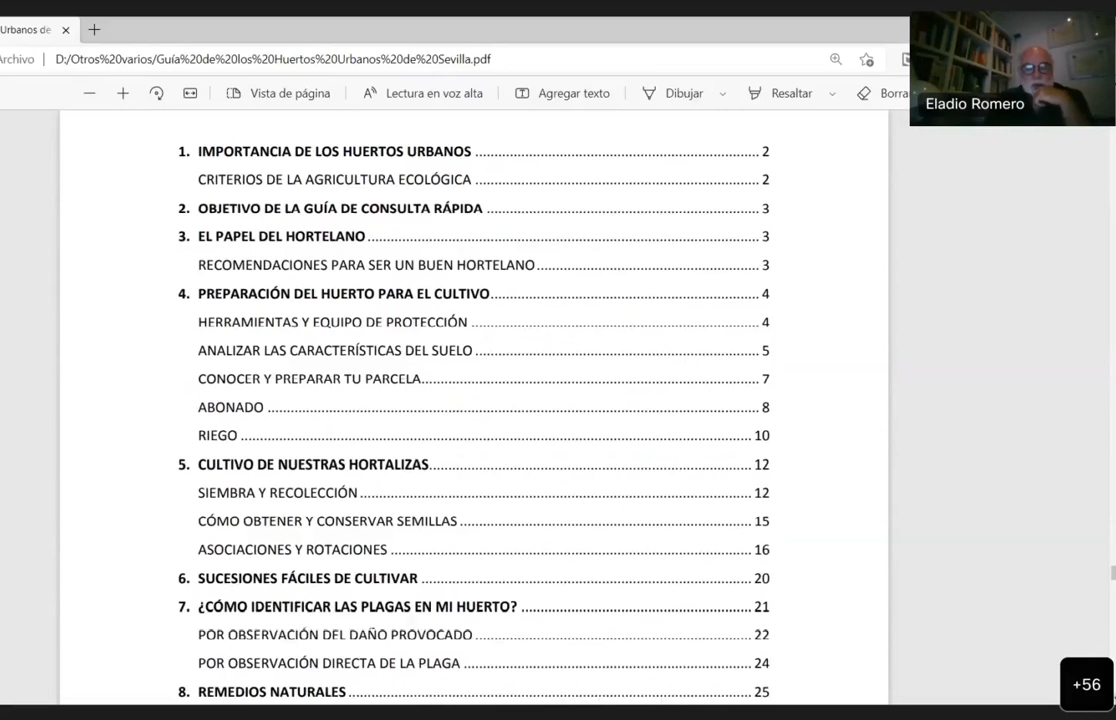 Urbanos de
Archivo D:/Otros%20varios/Guía%20de%20los%20Huertos%20Urbanos%20de%20Sevilla.pdf
Vista de página Lectura en voz alta Agregar texto Dibujar Resaltar Borra
Eladio Romero
1. IMPORTANCIA DE LOS HUERTOS URBANOS 2
CRITERIOS DE LA AGRICULTURA ECOLÓGICA 2
2. OBJETIVO DE LA GUÍA DE CONSULTA RÁPIDA 3
3. EL PAPEL DEL HORTELANO 3
RECOMENDACIONES PARA SER UN BUEN HORTELANO 3
4. PREPARACIÓN DEL HUERTO PARA EL CULTIVO 4
HERRAMIENTAS Y EQUIPO DE PROTECCIÓN 4
ANALIZAR LAS CARACTERÍSTICAS DEL SUELO 5
CONOCER Y PREPARAR TU PARCELA 7
ABONADO 8
RIEGO 10
5. CULTIVO DE NUESTRAS HORTALIZAS 12
SIEMBRA Y RECOLECCIÓN 12
CÓMO OBTENER Y CONSERVAR SEMILLAS 15
ASOCIACIONES Y ROTACIONES 16
6. SUCESIONES FÁCILES DE CULTIVAR 20
7. ¿CÓMO IDENTIFICAR LAS PLAGAS EN MI HUERTO? 21
POR OBSERVACIÓN DEL DAÑO PROVOCADO 22
POR OBSERVACIÓN DIRECTA DE LA PLAGA 24
8. REMEDIOS NATURALES 25
+56